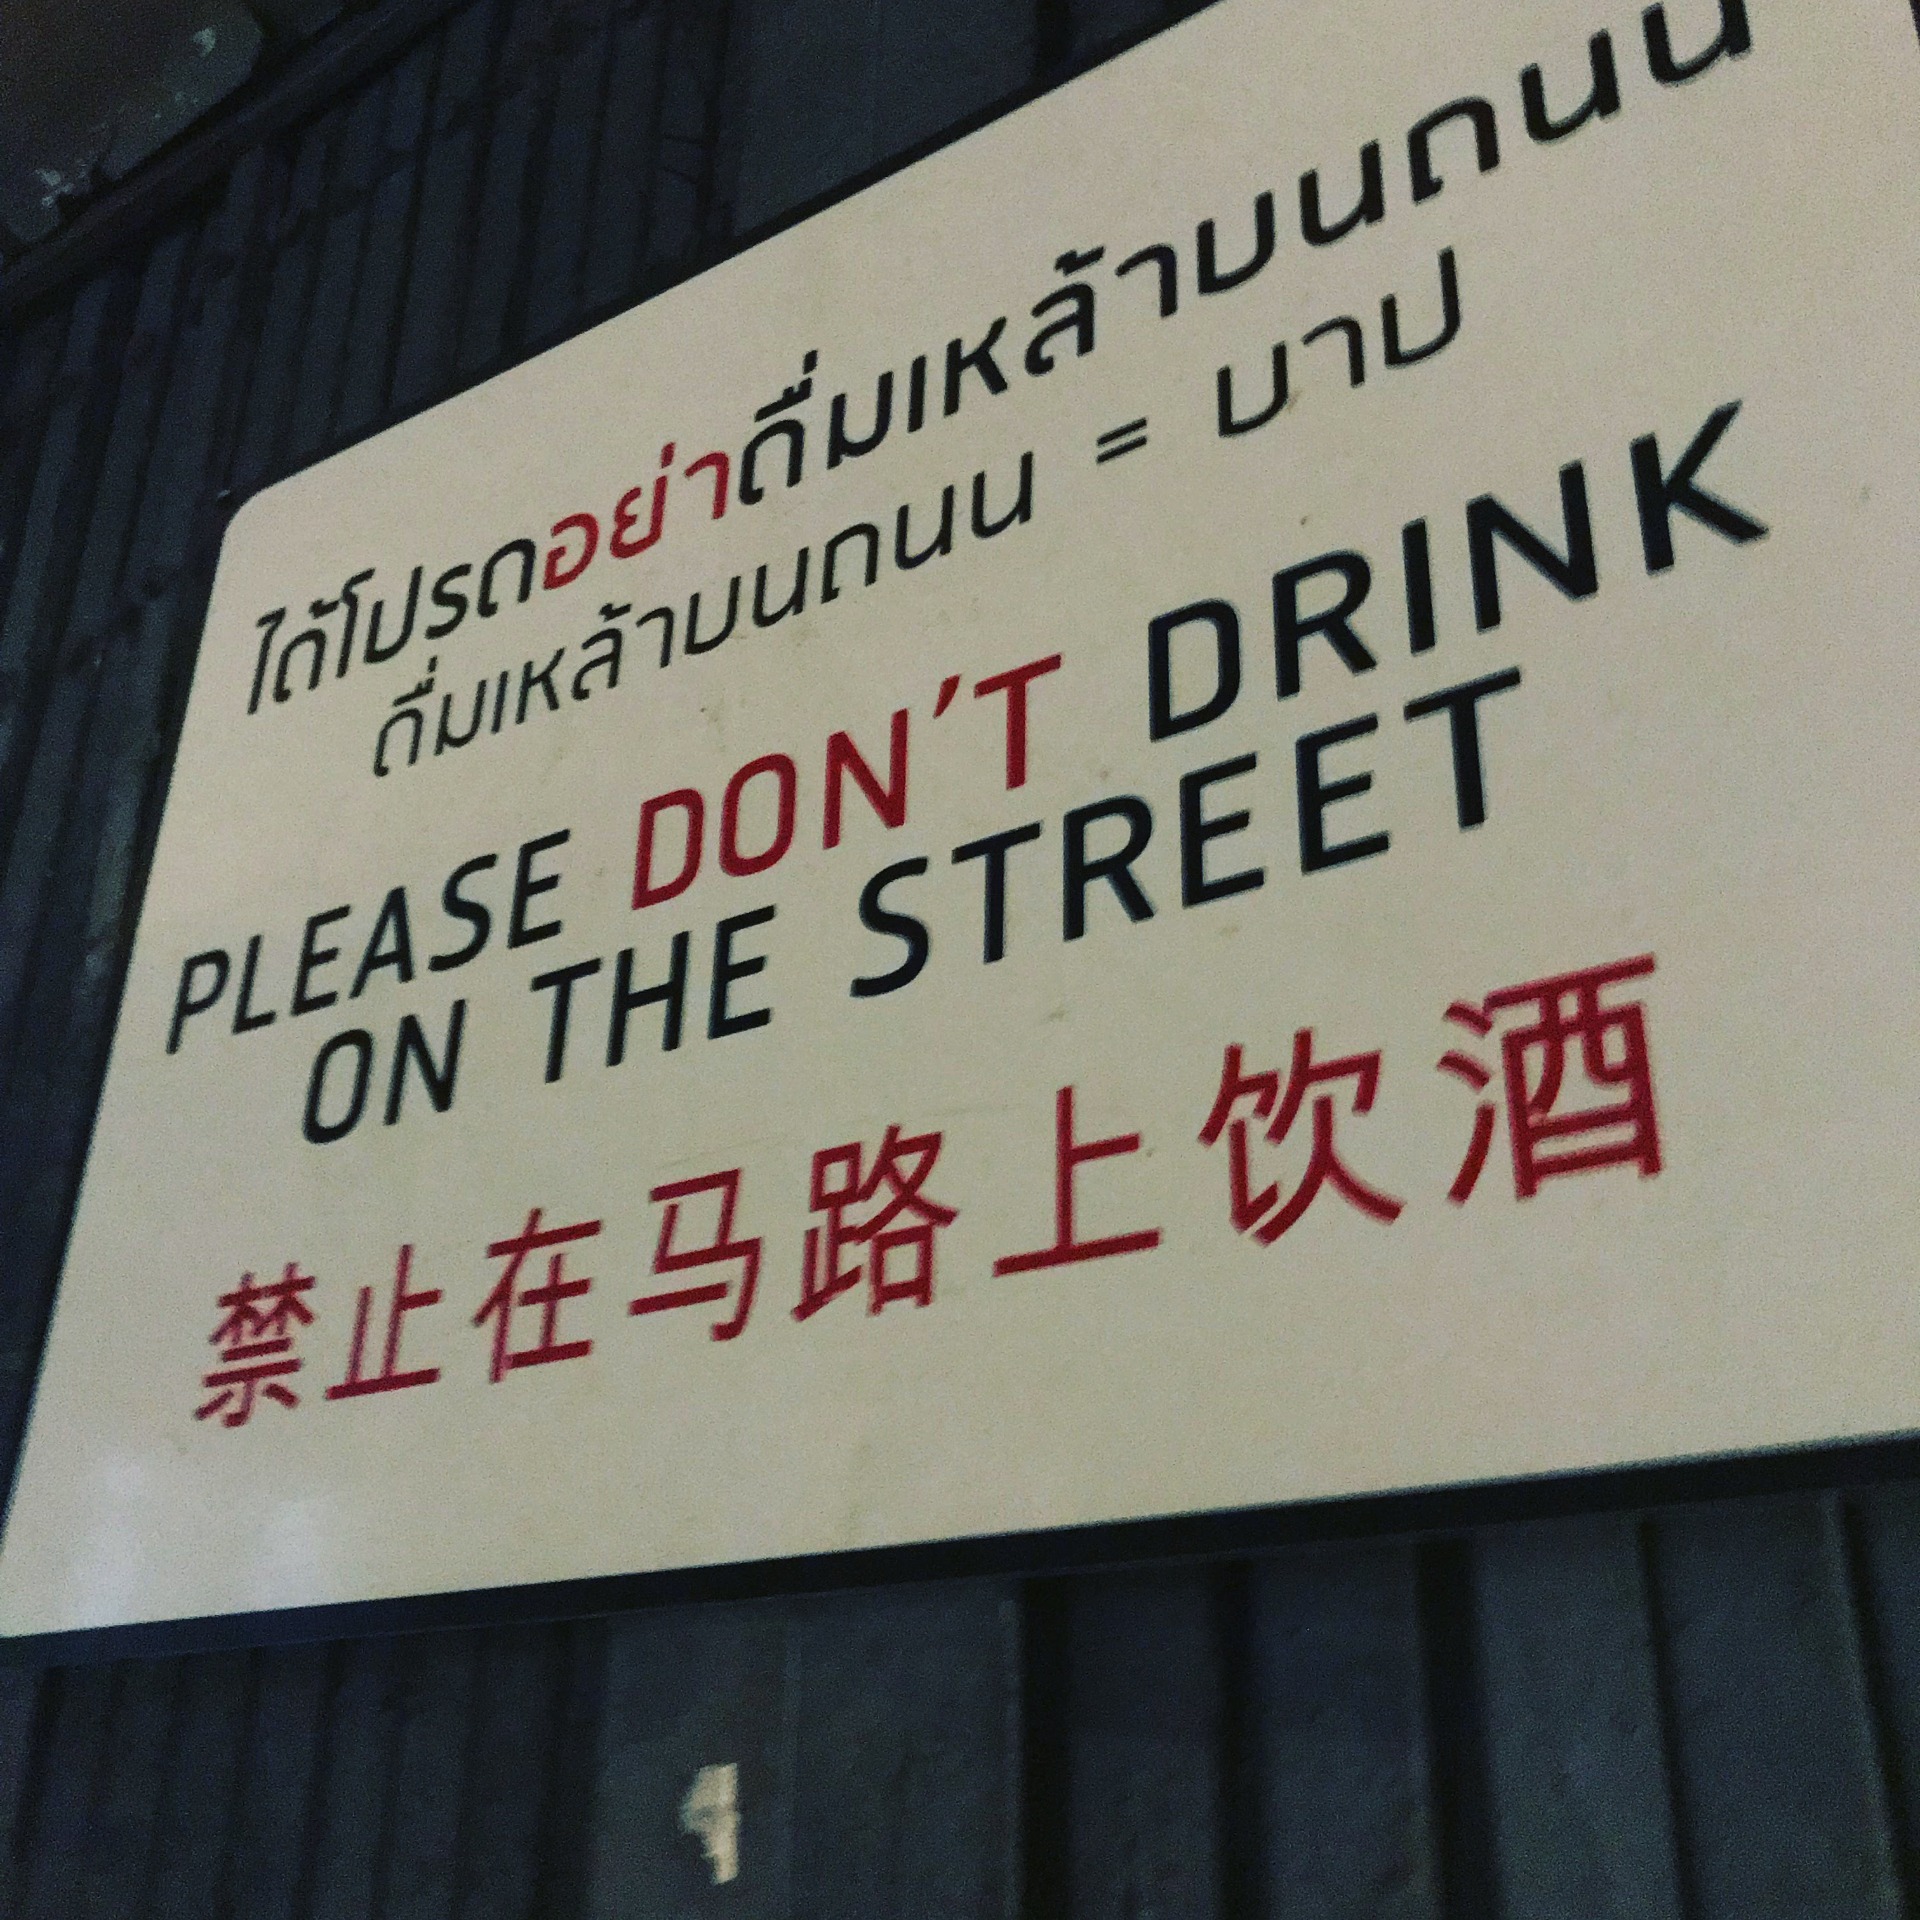 ได้โปรดอย่าดื่มเหล้าบนถนน
ดื่มเหล้าบนถนน = บาป
PLEASE DON'T DRINK
ON THE STREET
禁止在马路上饮酒